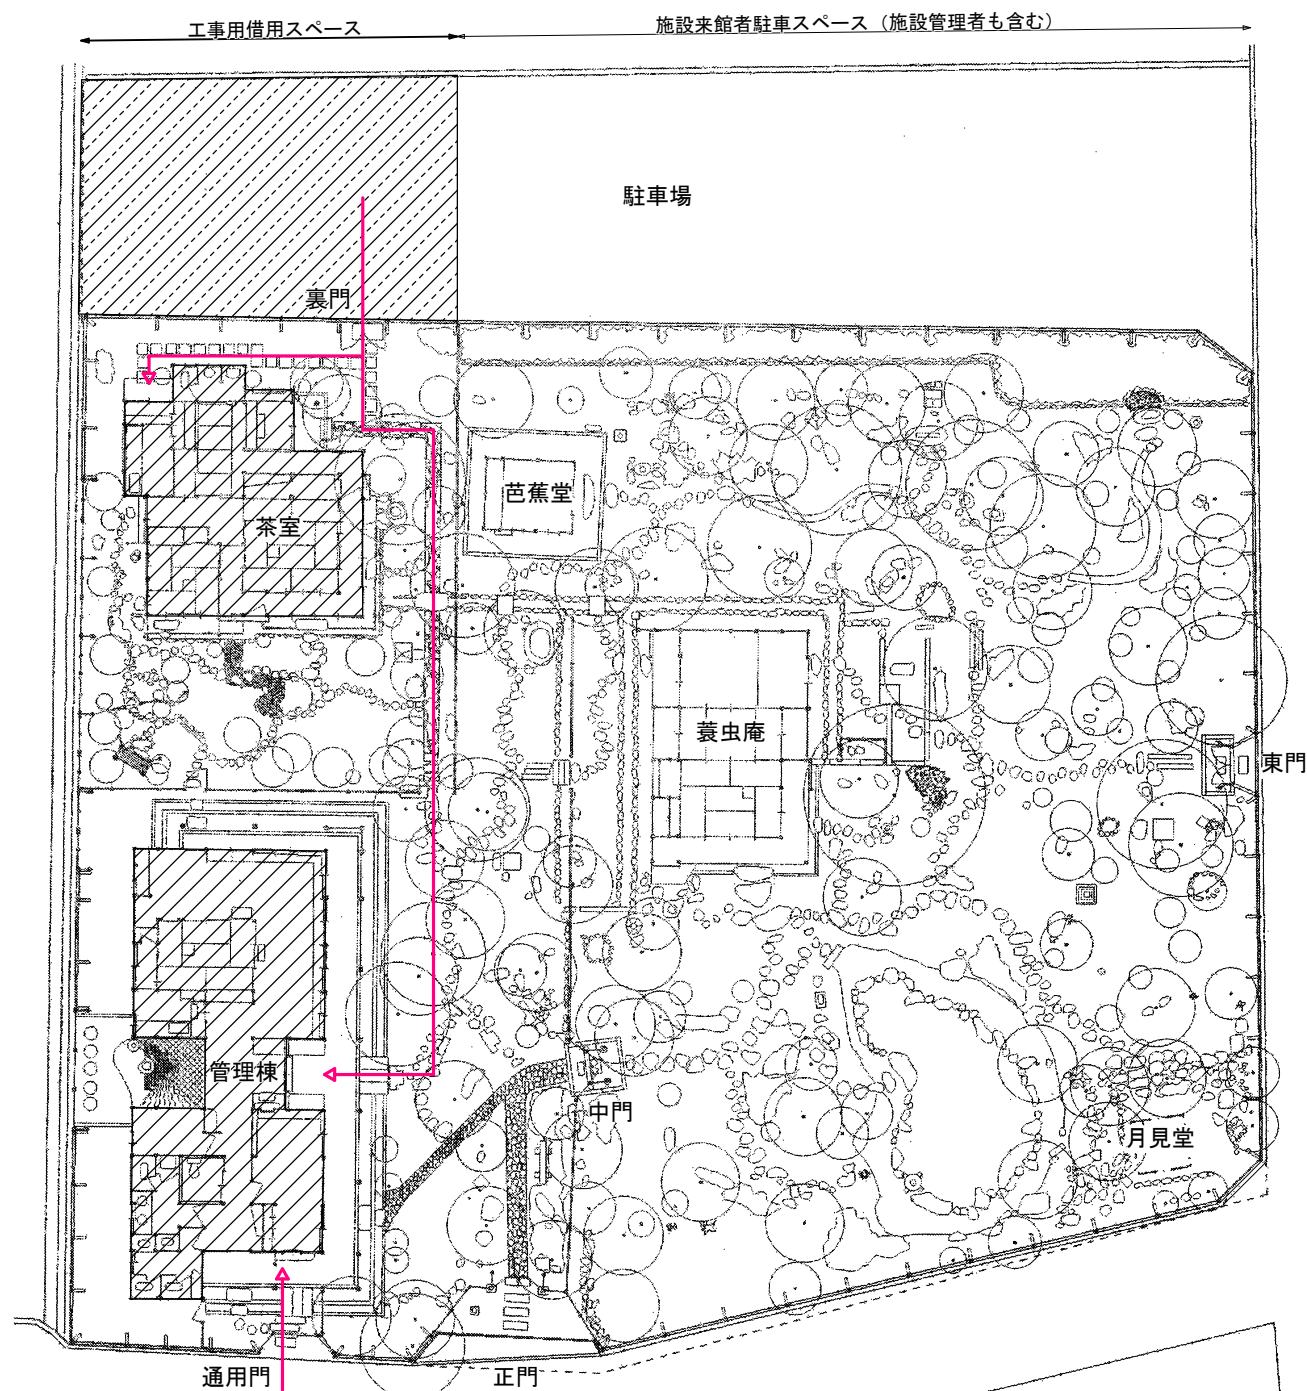 工事用借用スペース
施設来館者駐車スペース（施設管理者も含む）
駐車場
裏門
芭蕉堂
茶室
蓑虫庵
東門
管理棟
中門
月見堂
通用門
正門